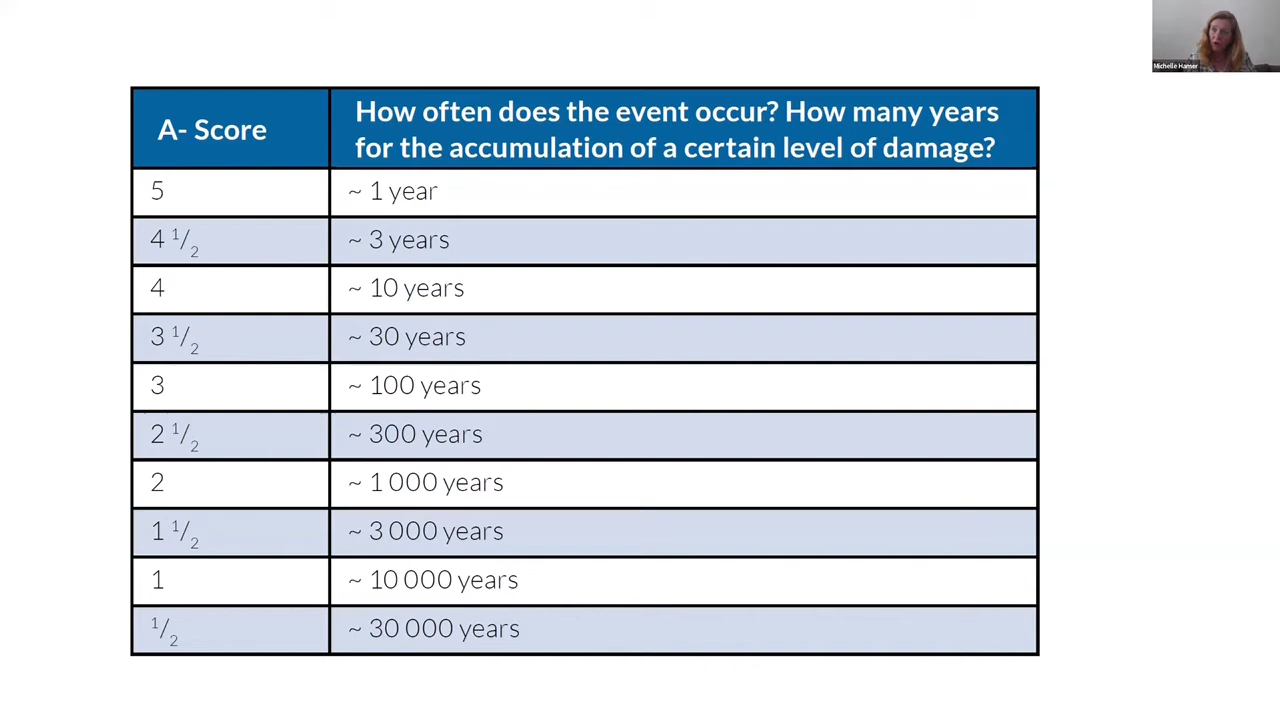 Michelle Hamer
A- Score
How often does the event occur? How many years
for the accumulation of a certain level of damage?
5
~ 1 year
4 1/2
~ 3 years
4
~ 10 years
3 1/2
~ 30 years
3
~ 100 years
2 1/2
~ 300 years
2
~ 1 000 years
1 1/2
~ 3 000 years
1
~ 10 000 years
1/2
~ 30 000 years